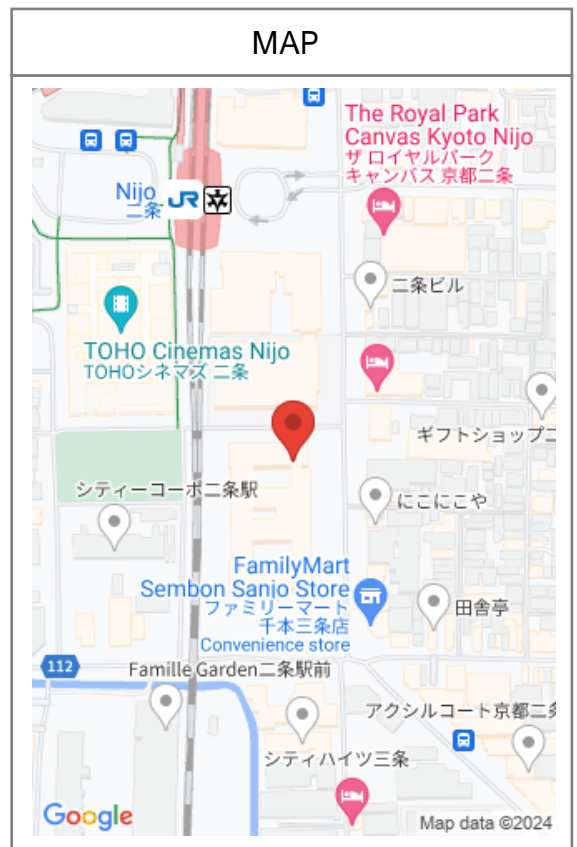 MAP
The Royal Park
Canvas Kyoto Nijo
ザ ロイヤルパーク
キャンバス 京都二条
Nijo
二条
JR
二条ビル
TOHO Cinemas Nijo
TOHOシネマズ 二条
ギフトショップニ
シティーコーポ二条駅
にこにこや
FamilyMart
Sembon Sanjo Store
ファミリーマート
千本三条店
Convenience store
田舎亭
112
Famille Garden二条駅前
アクシルコート京都二条
シティハイツ三条
Google
Map data ©2024